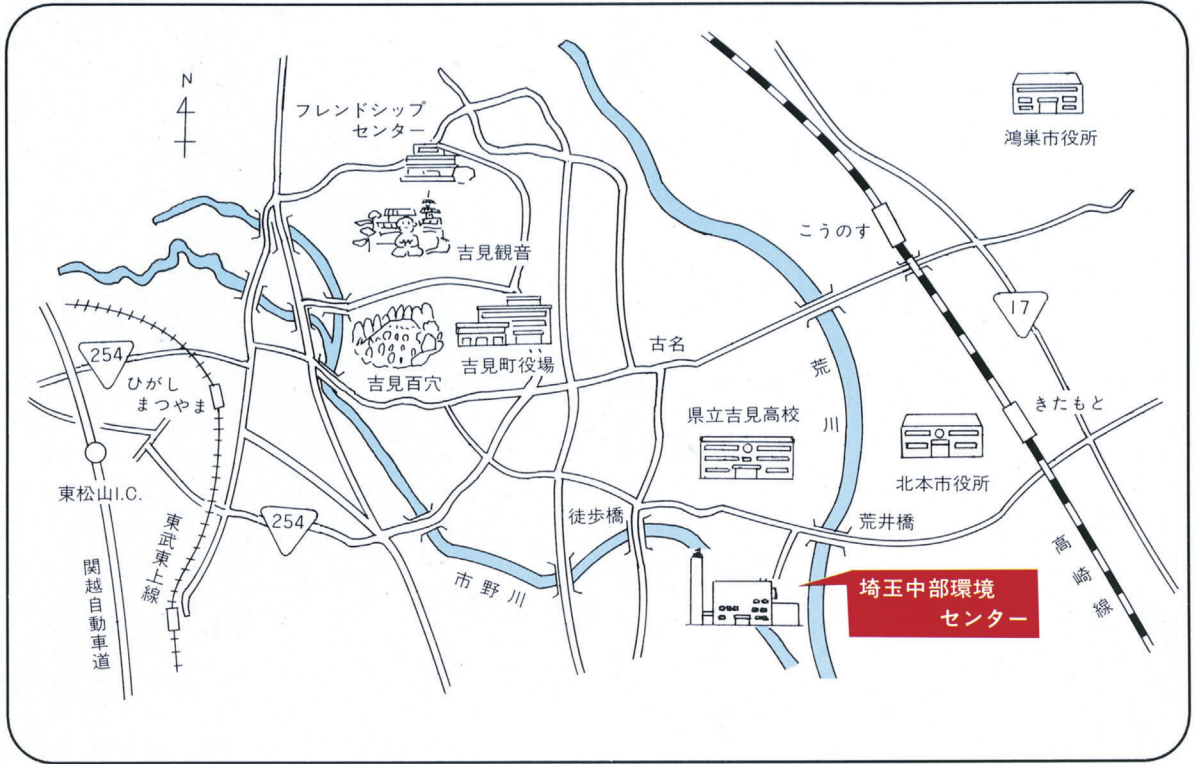 N
フレンドシップ
センター
鴻巣市役所
こうのす
吉見観音
17
254
ひがし
まつやま
吉見百穴
吉見町役場
古名
荒川
きたもと
県立吉見高校
北本市役所
東松山I.C.
254
徒歩橋
荒井橋
東武東上線
関越自動車道
市野川
高崎線
埼玉中部環境
センター